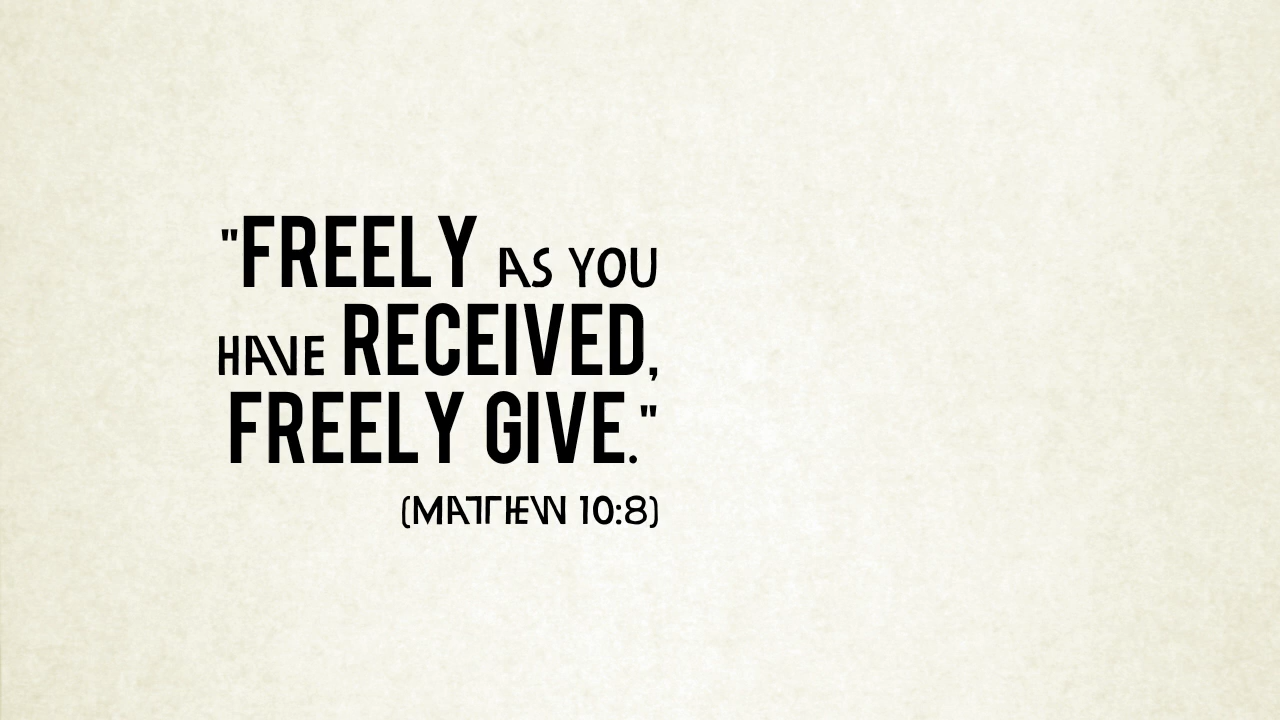 "FREELY AS YOU
HAVE RECEIVED,
FREELY GIVE."
(MATTHEW 10:8)